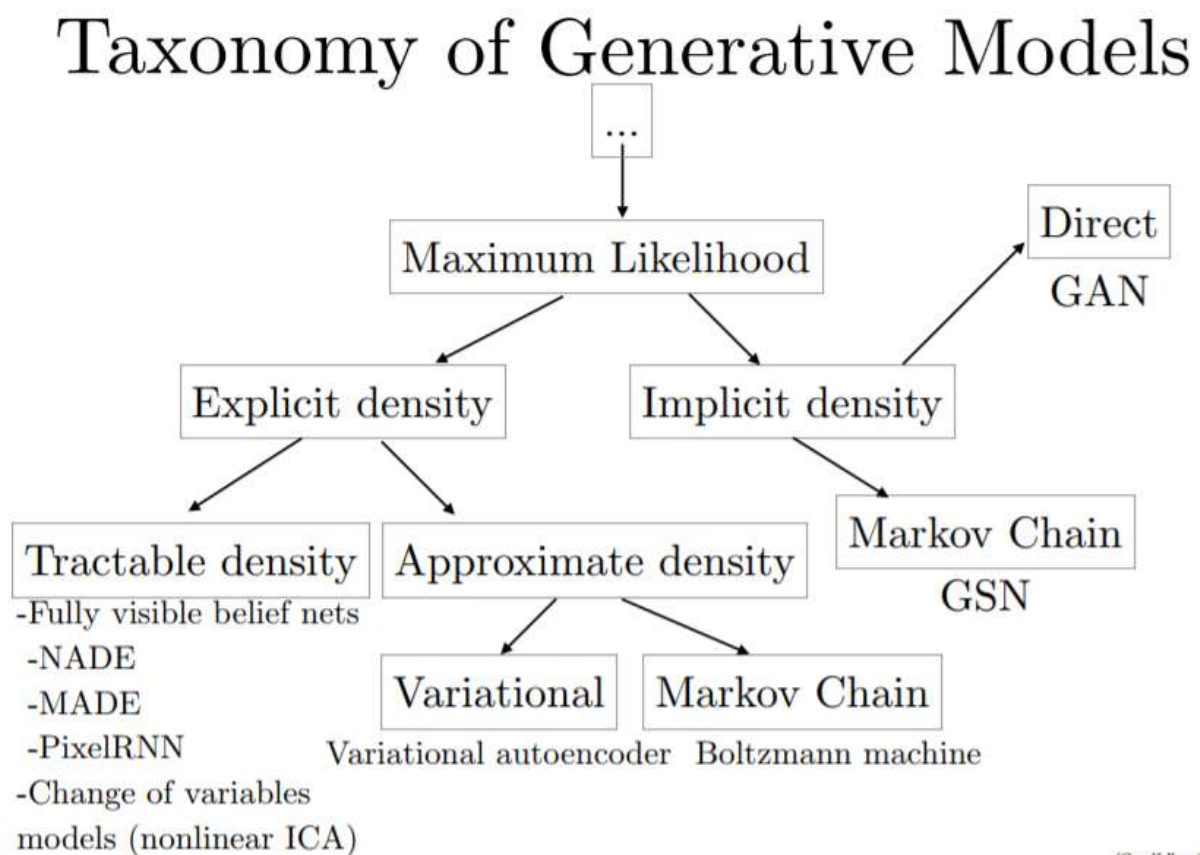 Taxonomy of Generative Models
...
Maximum Likelihood
Direct
GAN
Explicit density
Implicit density
Tractable density
-Fully visible belief nets
-NADE
-MADE
-PixelRNN
-Change of variables
models (nonlinear ICA)
Approximate density
Variational
Variational autoencoder
Markov Chain
Boltzmann machine
Markov Chain
GSN